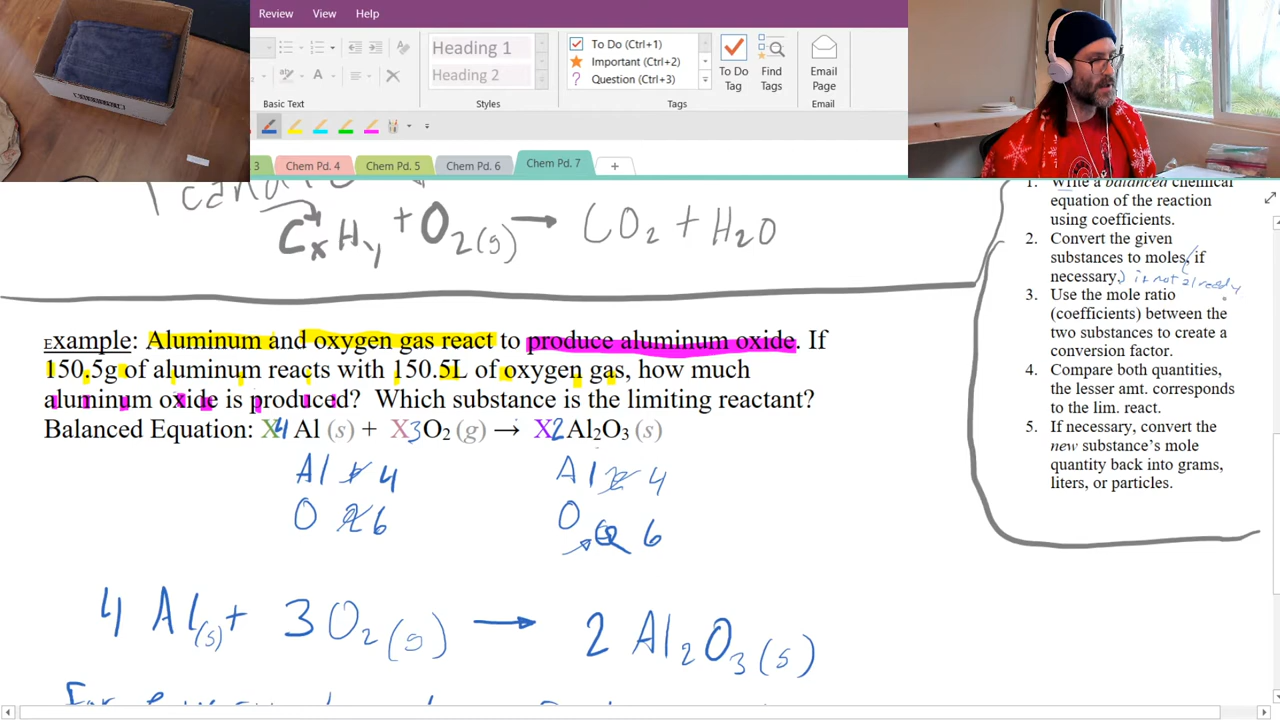 Review View Help
Heading 1
Heading 2
To Do (Ctrl+1)
Important (Ctrl+2)
? Question (Ctrl+3)
To Do
Tag
Find
Tags
Email
Page
Basic Text
Styles
Tags
Email
3 Chem Pd. 4 Chem Pd. 5 Chem Pd. 6 Chem Pd. 7 +
CxHy + O2(g) → CO2 + H2O
Example: Aluminum and oxygen gas react to produce aluminum oxide. If
150.5g of aluminum reacts with 150.5L of oxygen gas, how much
aluminum oxide is produced? Which substance is the limiting reactant?
Balanced Equation: X4 Al (s) + X3O2 (g) → X2Al2O3 (s)
Al 4 Al 4
O 6 O 6
4 Al(s) + 3O2(g) → 2 Al2O3(s)
1. Write a balanced chemical
equation of the reaction
using coefficients.
2. Convert the given
substances to moles, (if
necessary.) if not already
3. Use the mole ratio
(coefficients) between the
two substances to create a
conversion factor.
4. Compare both quantities,
the lesser amt. corresponds
to the lim. react.
5. If necessary, convert the
new substance's mole
quantity back into grams,
liters, or particles.